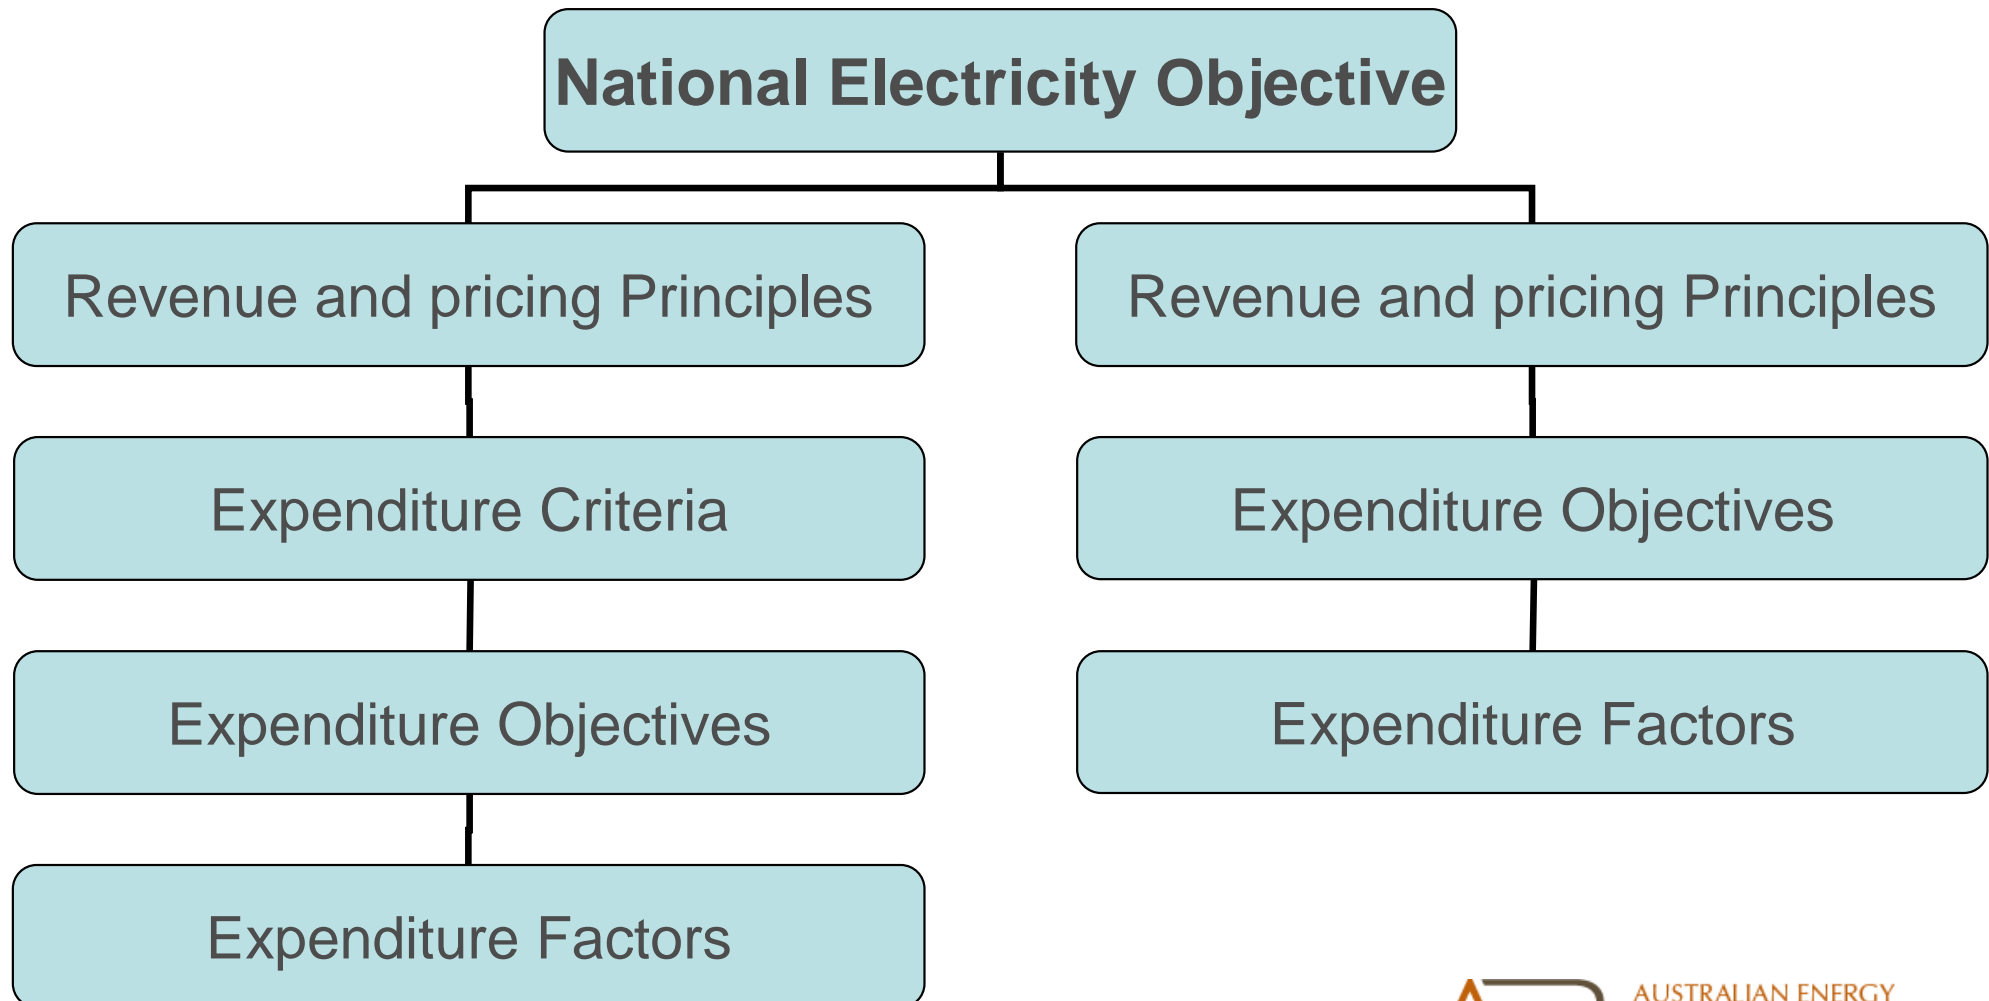 National Electricity Objective
Revenue and pricing Principles
Revenue and pricing Principles
Expenditure Criteria
Expenditure Objectives
Expenditure Objectives
Expenditure Factors
Expenditure Factors
AUSTRALIAN ENERGY